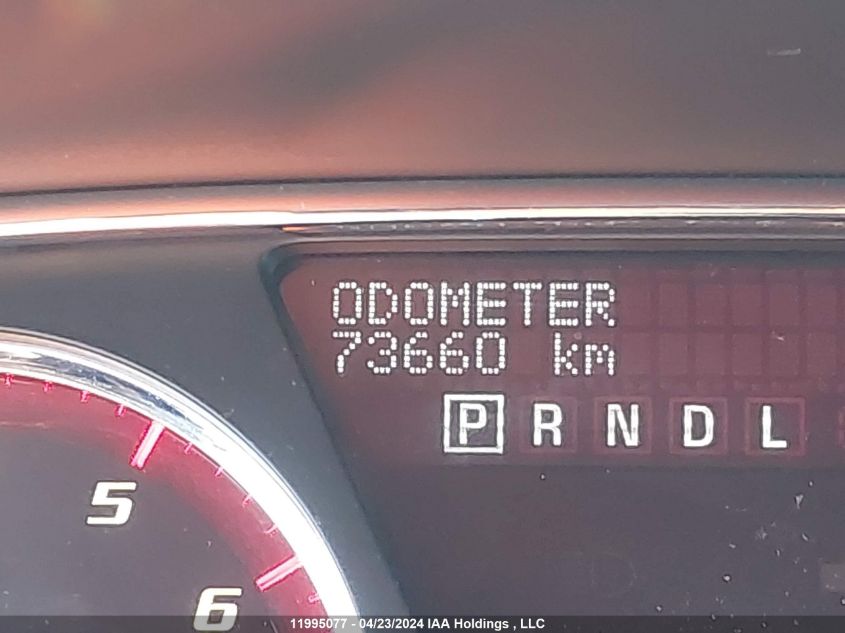 ODOMETER
73660 km
P R N D L
5
6
11995077 - 04/23/2024 IAA Holdings , LLC